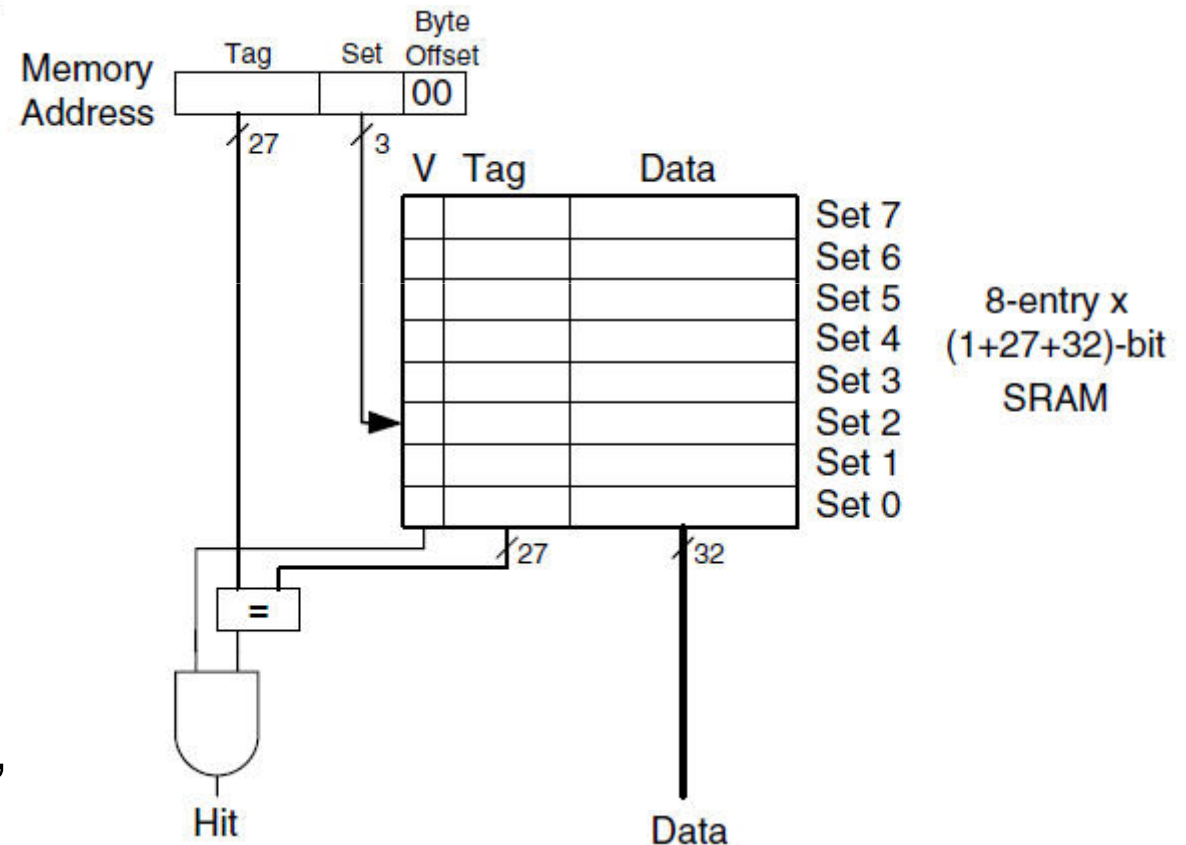 Byte
Tag Set Offset
Memory
Address
00
27 3
V Tag Data
Set 7
Set 6
Set 5
Set 4
Set 3
Set 2
Set 1
Set 0
8-entry x
(1+27+32)-bit
SRAM
27 32
=
,
Hit
Data